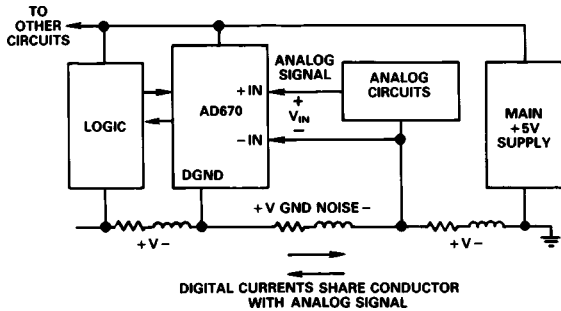 TO
OTHER
CIRCUITS
LOGIC
AD670
+ IN
- IN
DGND
ANALOG
SIGNAL
+
VIN
-
ANALOG
CIRCUITS
MAIN
+5V
SUPPLY
+V-
+V GND NOISE-
+V-
DIGITAL CURRENTS SHARE CONDUCTOR
WITH ANALOG SIGNAL